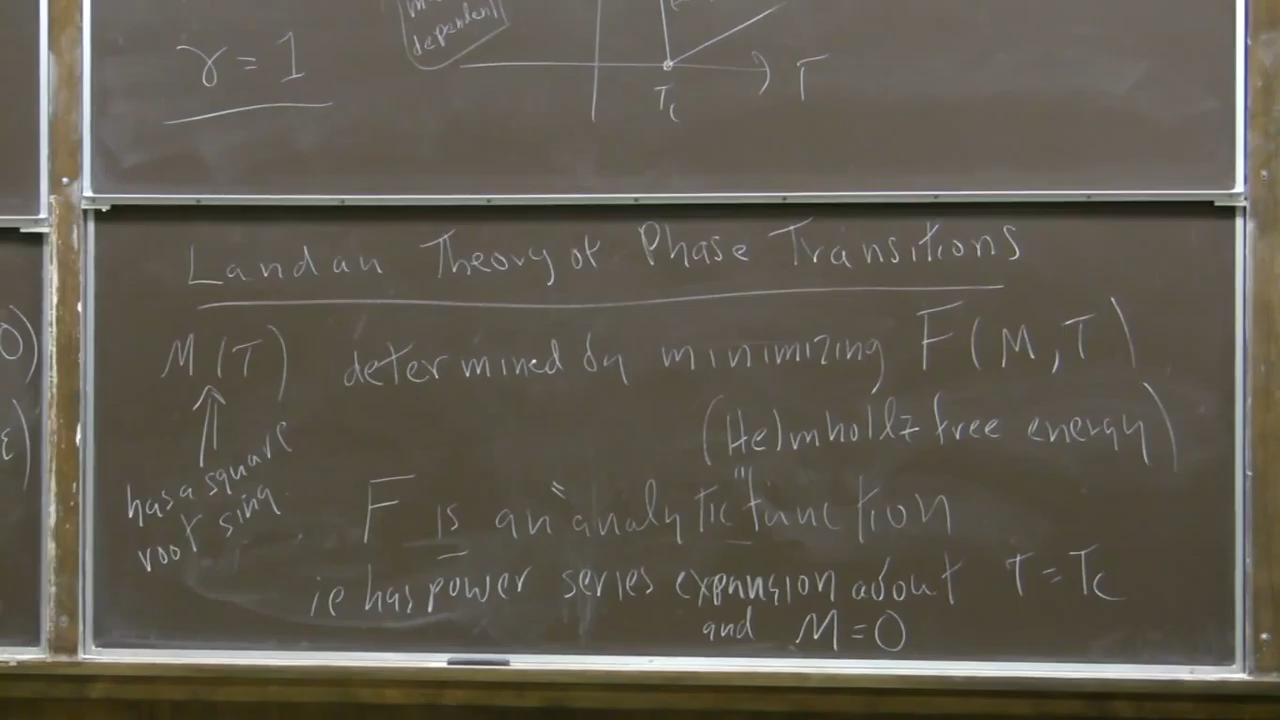 dependent
γ = 1
T
Tc
Landau Theory of Phase Transitions
M(T) determined by minimizing F(M,T)
(Helmholtz free energy)
has a square
root sing.
F is an "analytic" function
ie has power series expansion about T = Tc
and M = 0
0)
ε)